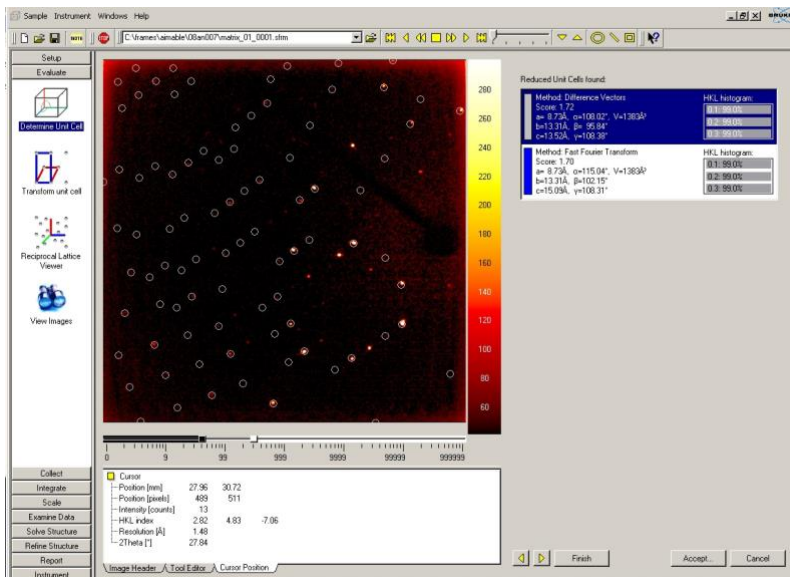 Sample Instrument Windows Help
BRUKER
NOTE STOP C:\frames\aimable\08an007\matrix_01_0001.sfrm
Setup
Evaluate
Determine Unit Cell
Transform unit cell
Reciprocal Lattice
Viewer
View Images
280
260
240
220
200
180
160
140
120
100
80
60
Reduced Unit Cells found:
Method: Difference Vectors
Score: 1.72
a= 8.73Å, α=108.02°, V=1383Å³
b=13.31Å, β= 95.84°
c=13.52Å, γ=108.38°
HKL histogram:
0.1: 99.0%
0.2: 99.0%
0.3: 99.0%
Method: Fast Fourier Transform
Score: 1.70
a= 8.73Å, α=115.04°, V=1383Å³
b=13.31Å, β=102.15°
c=15.09Å, γ=108.31°
HKL histogram:
0.1: 99.0%
0.2: 99.0%
0.3: 99.0%
0 9 99 999 9999 99999 999999
Collect
Integrate
Scale
Examine Data
Solve Structure
Refine Structure
Report
Instrument
Cursor
Position [mm] 27.96 30.72
Position [pixels] 489 511
Intensity [counts] 13
HKL index 2.82 4.83 -7.06
Resolution [Å] 1.48
2Theta [°] 27.84
Image Header Tool Editor Cursor Position
Finish Accept... Cancel